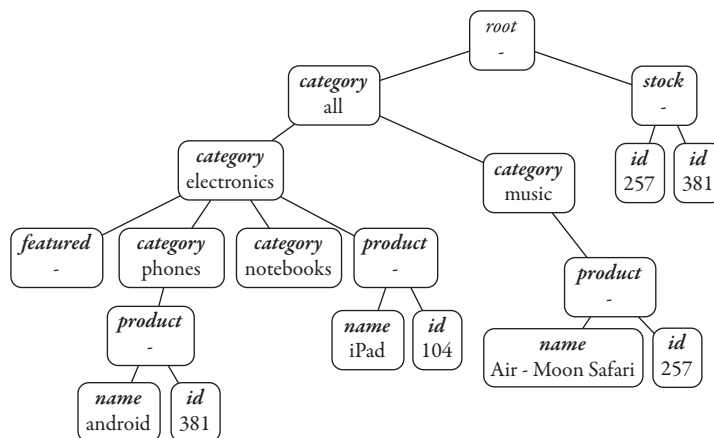 root
-
category
all
stock
-
category
electronics
category
music
id
257
id
381
featured
-
category
phones
category
notebooks
product
-
product
-
product
-
name
iPad
id
104
name
Air - Moon Safari
id
257
name
android
id
381